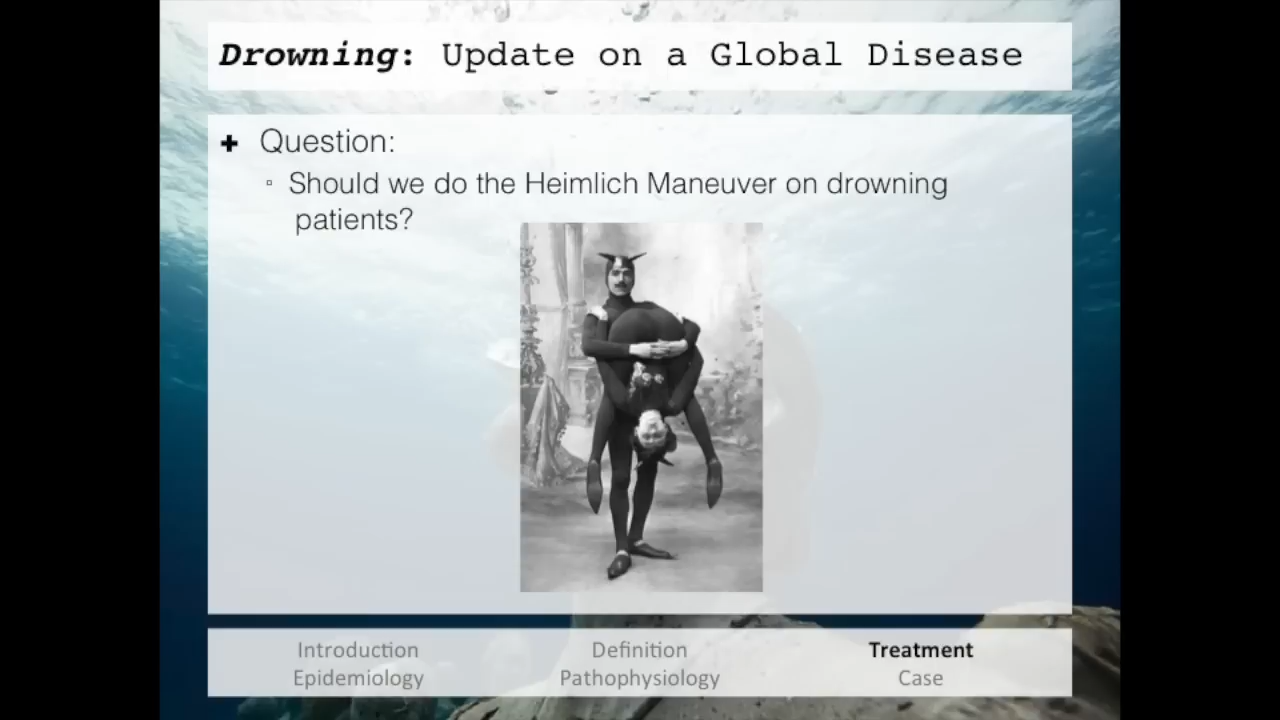 Drowning: Update on a Global Disease
Question:
Should we do the Heimlich Maneuver on drowning
patients?
Introduction
Epidemiology
Definition
Pathophysiology
Treatment
Case